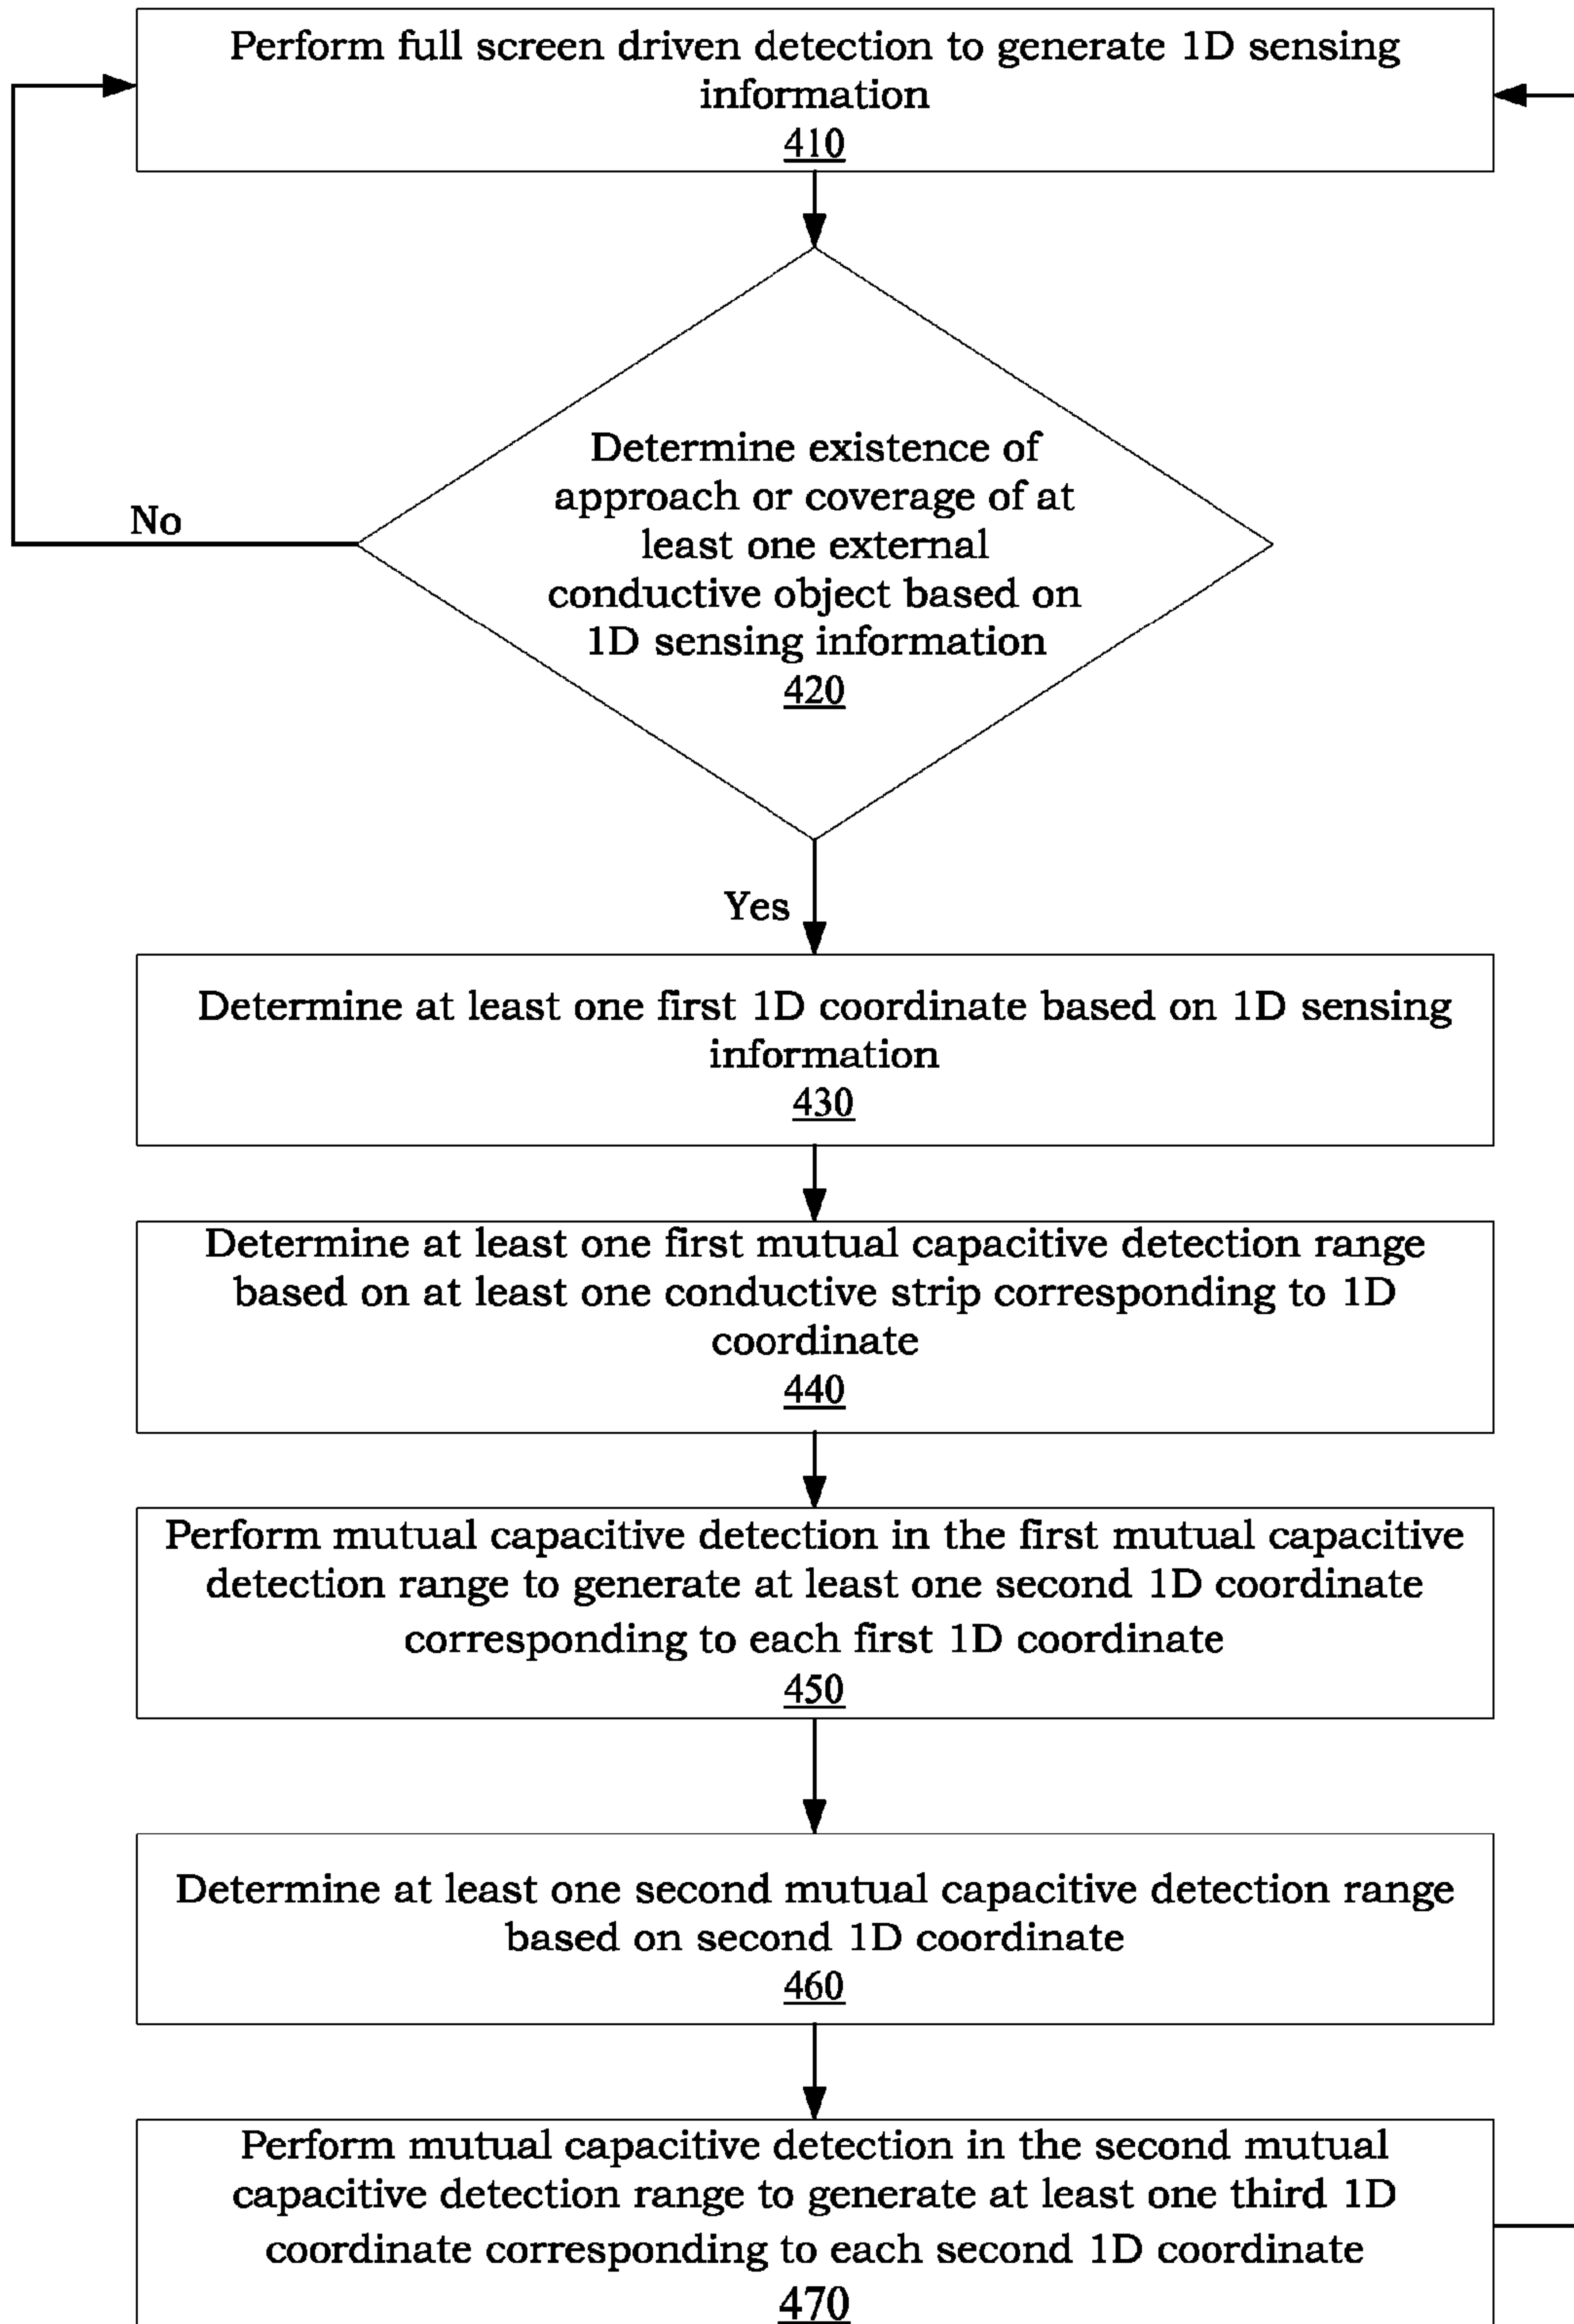 Perform full screen driven detection to generate 1D sensing
information
410
Determine existence of
approach or coverage of at
least one external
conductive object based on
1D sensing information
420
No
Yes
Determine at least one first 1D coordinate based on 1D sensing
information
430
Determine at least one first mutual capacitive detection range
based on at least one conductive strip corresponding to 1D
coordinate
440
Perform mutual capacitive detection in the first mutual capacitive
detection range to generate at least one second 1D coordinate
corresponding to each first 1D coordinate
450
Determine at least one second mutual capacitive detection range
based on second 1D coordinate
460
Perform mutual capacitive detection in the second mutual
capacitive detection range to generate at least one third 1D
coordinate corresponding to each second 1D coordinate
470